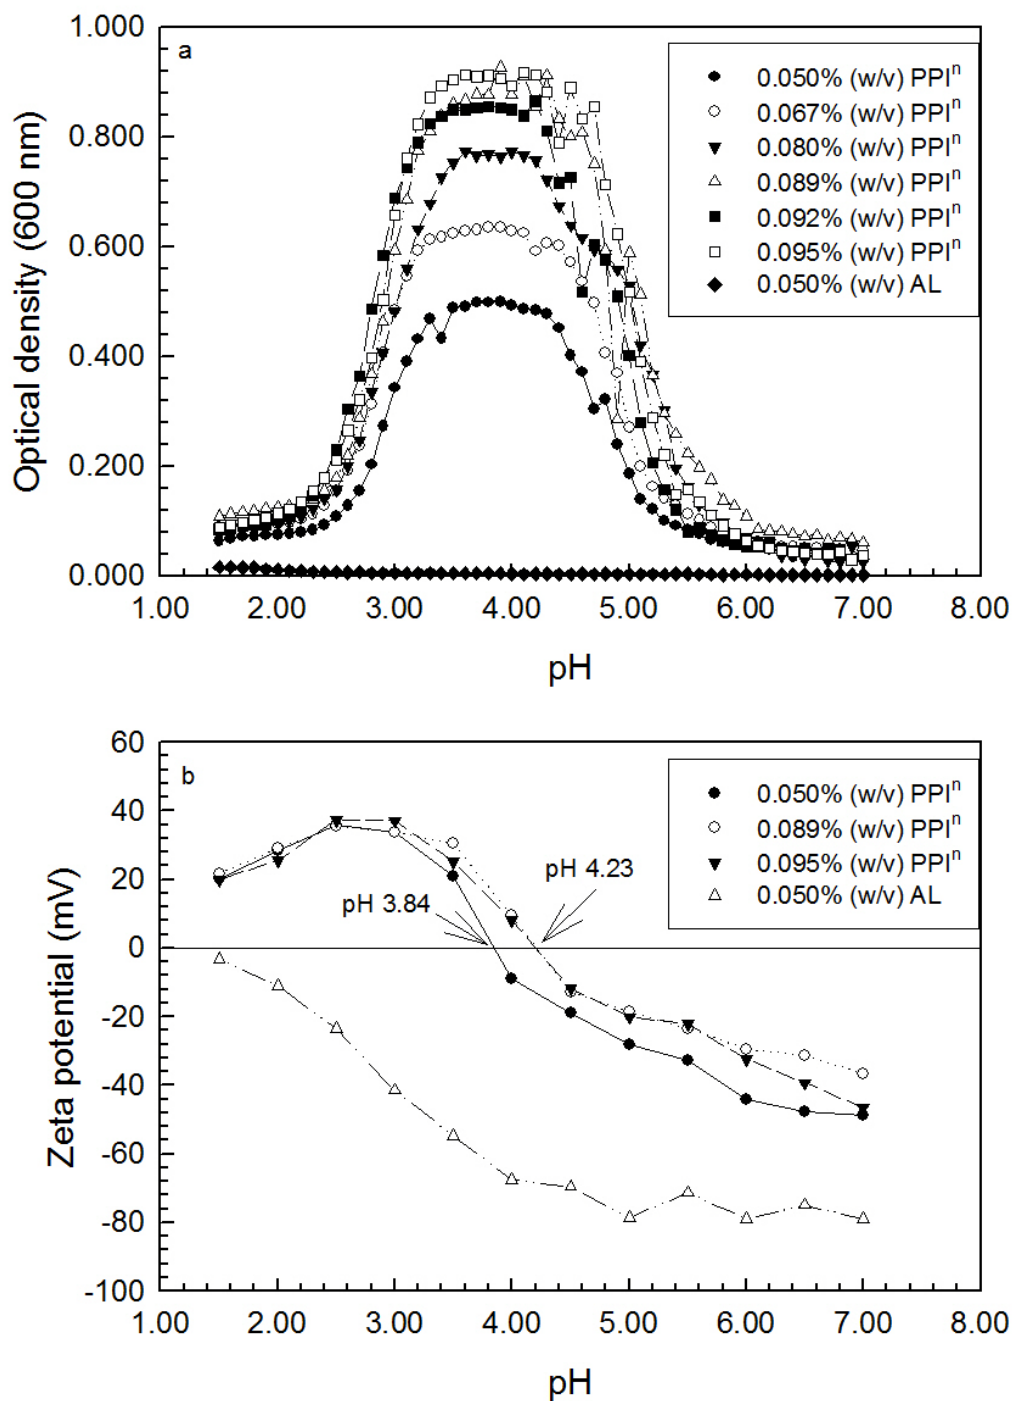 a
Optical density (600 nm)
1.000
0.800
0.600
0.400
0.200
0.000
0.050% (w/v) PPIⁿ
0.067% (w/v) PPIⁿ
0.080% (w/v) PPIⁿ
0.089% (w/v) PPIⁿ
0.092% (w/v) PPIⁿ
0.095% (w/v) PPIⁿ
0.050% (w/v) AL
1.00 2.00 3.00 4.00 5.00 6.00 7.00 8.00
pH
b
Zeta potential (mV)
60
40
20
0
-20
-40
-60
-80
-100
0.050% (w/v) PPIⁿ
0.089% (w/v) PPIⁿ
0.095% (w/v) PPIⁿ
0.050% (w/v) AL
pH 3.84
pH 4.23
1.00 2.00 3.00 4.00 5.00 6.00 7.00 8.00
pH